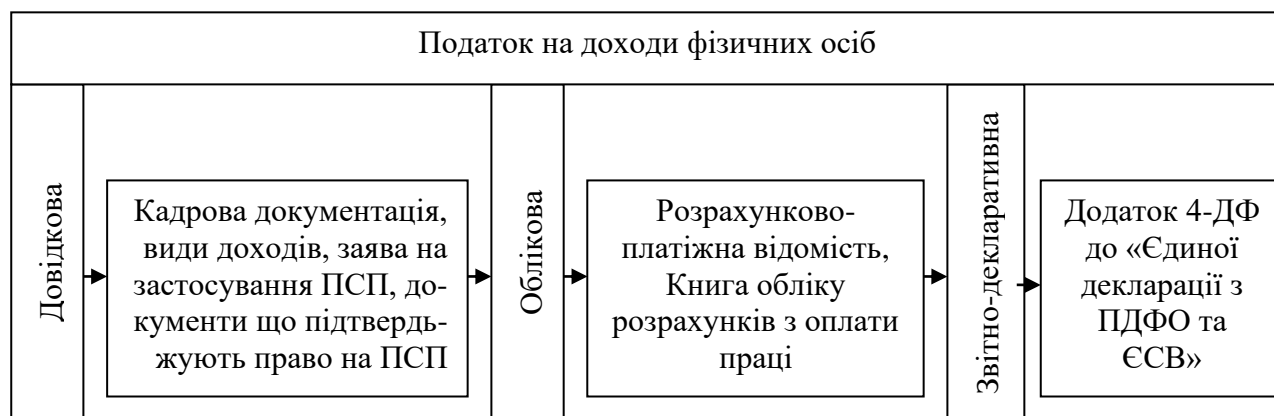 Податок на доходи фізичних осіб
Довідкова
Кадрова документація,
види доходів, заява на
застосування ПСП, до-
кументи що підтвердь-
жують право на ПСП
Облікова
Розрахунково-
платіжна відомість,
Книга обліку
розрахунків з оплати
праці
Звітно-декларативна
Додаток 4-ДФ
до «Єдиної
декларації з
ПДФО та
ЄСВ»